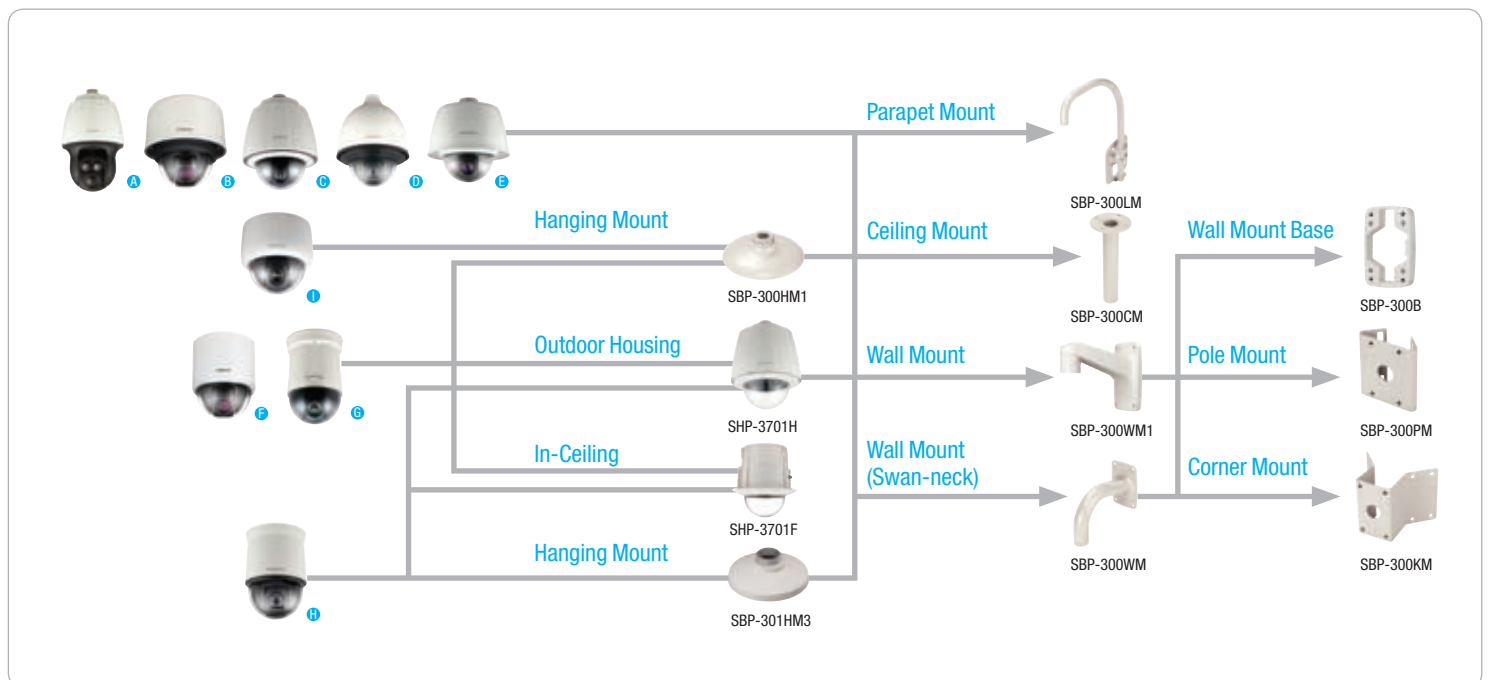 Parapet Mount
A
B
C
D
E
SBP-300LM
Hanging Mount
Ceiling Mount
Wall Mount Base
I
SBP-300HM1
SBP-300CM
SBP-300B
Outdoor Housing
Wall Mount
Pole Mount
F
G
SHP-3701H
SBP-300WM1
SBP-300PM
In-Ceiling
Wall Mount
(Swan-neck)
Corner Mount
SHP-3701F
Hanging Mount
SBP-300WM
SBP-300KM
H
SBP-301HM3